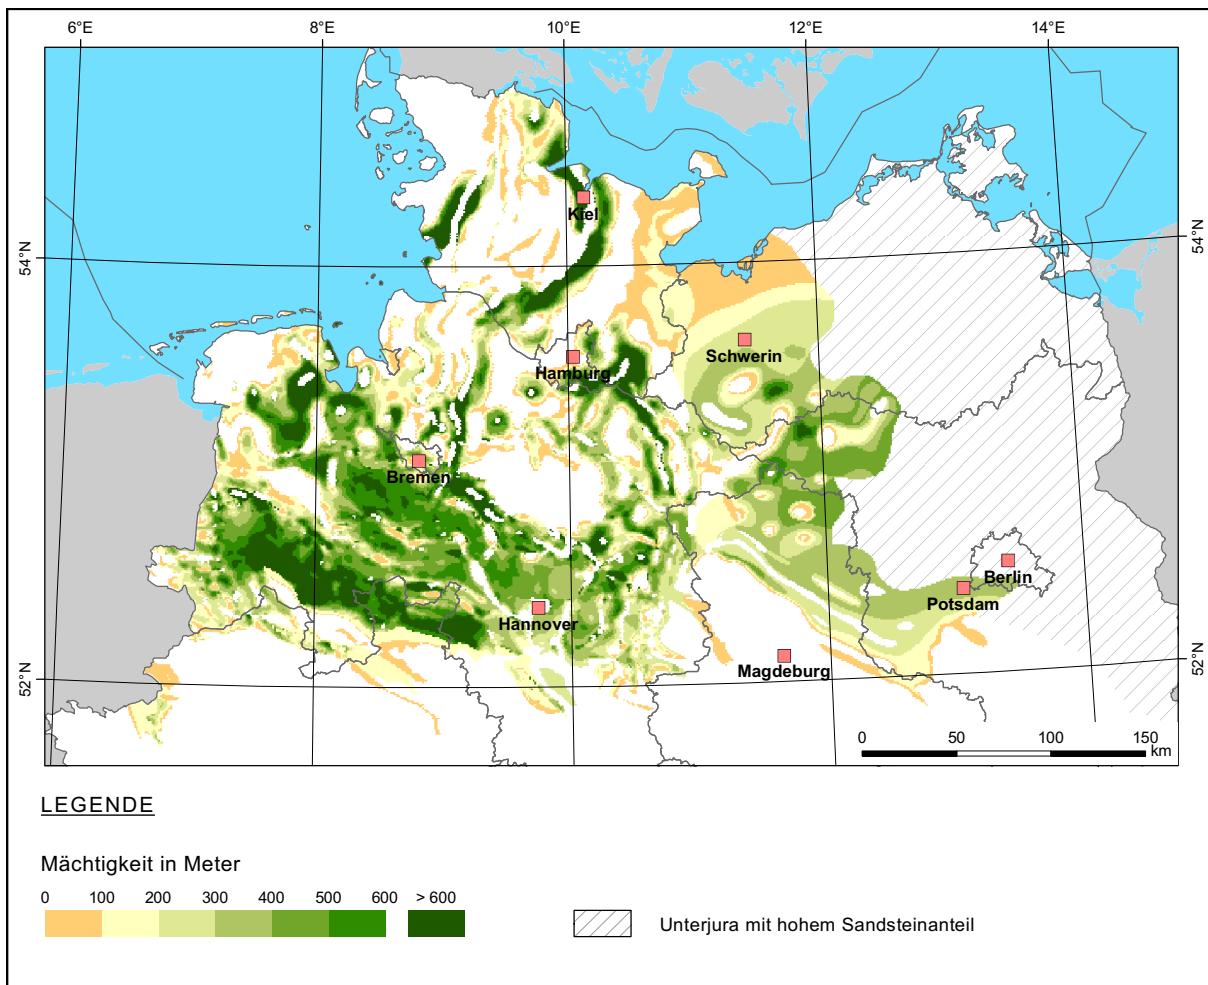 6°E 8°E 10°E 12°E 14°E
54°N
54°N
52°N
52°N
Kiel
Schwerin
Hamburg
Bremen
Berlin
Potsdam
Hannover
Magdeburg
0 50 100 150
km
LEGENDE
Mächtigkeit in Meter
0 100 200 300 400 500 600 > 600
Unterjura mit hohem Sandsteinanteil